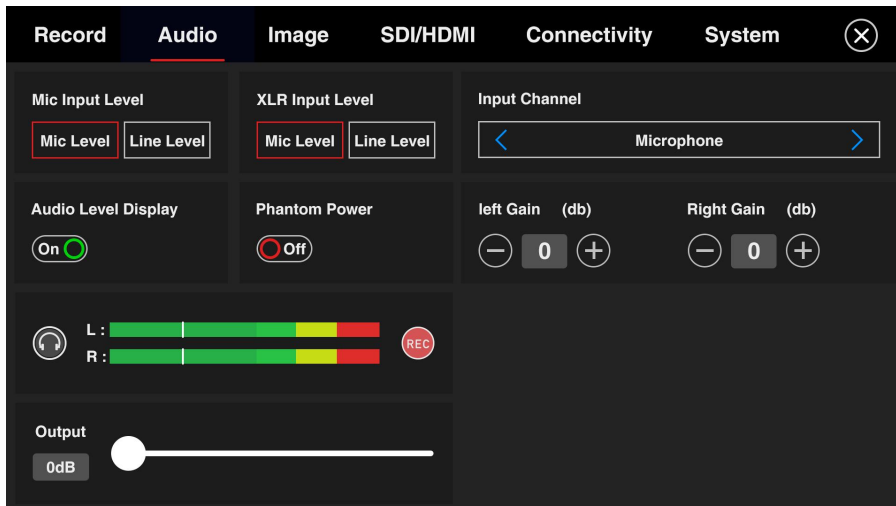 Record Audio Image SDI/HDMI Connectivity System
Mic Input Level
Mic Level Line Level
XLR Input Level
Mic Level Line Level
Input Channel
Microphone
Audio Level Display
On
Phantom Power
Off
left Gain (db)
0
Right Gain (db)
0
L :
R :
REC
Output
0dB